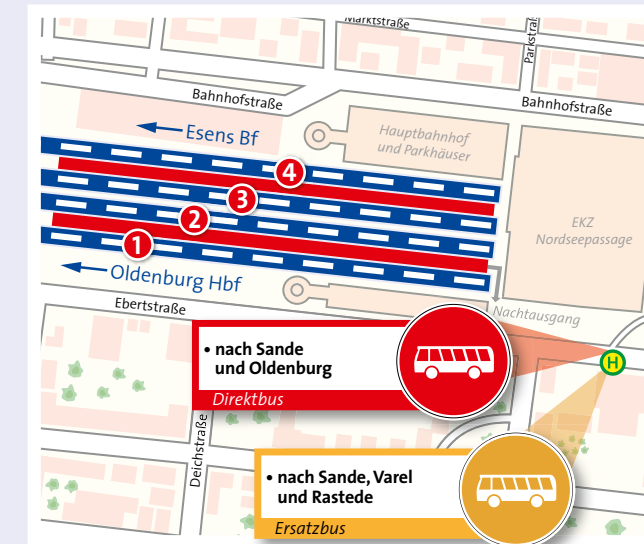 Marktstraße
Parkstraß
Bahnhofstraße
Bahnhofstraße
Esens Bf
Hauptbahnhof
und Parkhäuser
4
3
2
1
EKZ
Nordseepassage
Oldenburg Hbf
Ebertstraße
Nachtausgang
• nach Sande
und Oldenburg
Direktbus
H
Deichstraße
• nach Sande, Varel
und Rastede
Ersatzbus